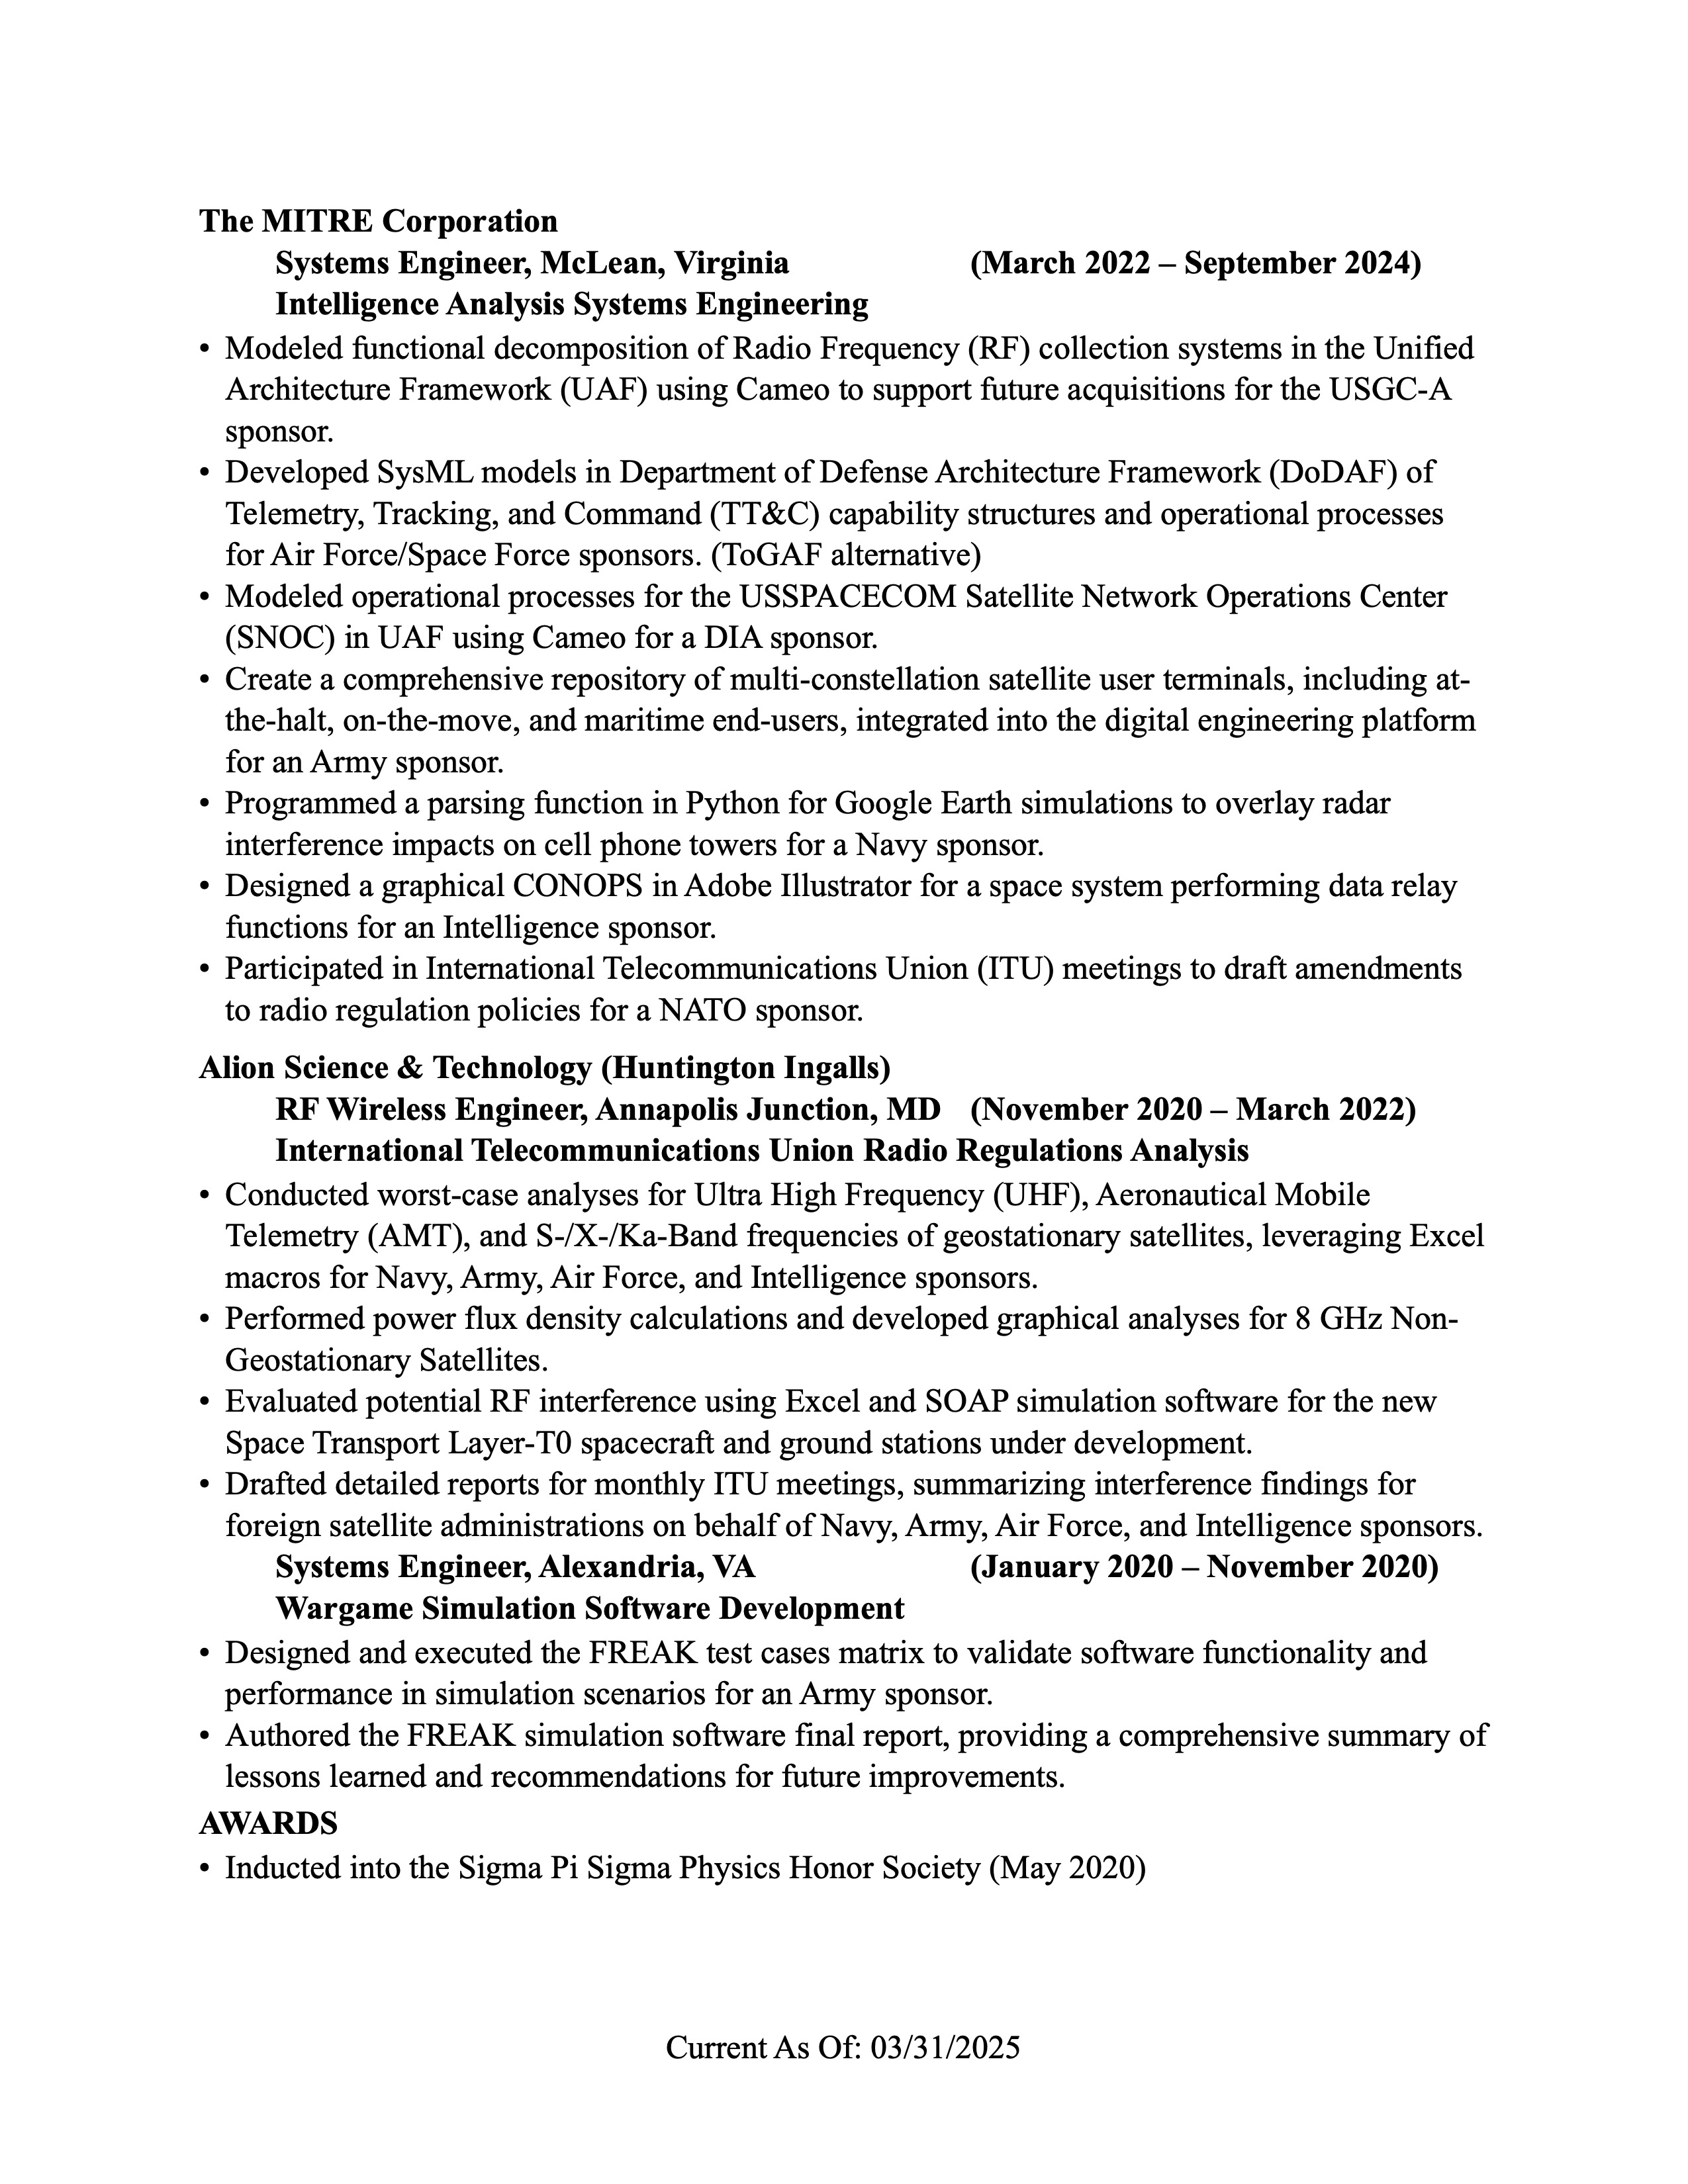 The MITRE Corporation
Systems Engineer, McLean, Virginia (March 2022 – September 2024)
Intelligence Analysis Systems Engineering
• Modeled functional decomposition of Radio Frequency (RF) collection systems in the Unified
Architecture Framework (UAF) using Cameo to support future acquisitions for the USGC-A
sponsor.
• Developed SysML models in Department of Defense Architecture Framework (DoDAF) of
Telemetry, Tracking, and Command (TT&C) capability structures and operational processes
for Air Force/Space Force sponsors. (ToGAF alternative)
• Modeled operational processes for the USSPACECOM Satellite Network Operations Center
(SNOC) in UAF using Cameo for a DIA sponsor.
• Create a comprehensive repository of multi-constellation satellite user terminals, including at-
the-halt, on-the-move, and maritime end-users, integrated into the digital engineering platform
for an Army sponsor.
• Programmed a parsing function in Python for Google Earth simulations to overlay radar
interference impacts on cell phone towers for a Navy sponsor.
• Designed a graphical CONOPS in Adobe Illustrator for a space system performing data relay
functions for an Intelligence sponsor.
• Participated in International Telecommunications Union (ITU) meetings to draft amendments
to radio regulation policies for a NATO sponsor.
Alion Science & Technology (Huntington Ingalls)
RF Wireless Engineer, Annapolis Junction, MD (November 2020 – March 2022)
International Telecommunications Union Radio Regulations Analysis
• Conducted worst-case analyses for Ultra High Frequency (UHF), Aeronautical Mobile
Telemetry (AMT), and S-/X-/Ka-Band frequencies of geostationary satellites, leveraging Excel
macros for Navy, Army, Air Force, and Intelligence sponsors.
• Performed power flux density calculations and developed graphical analyses for 8 GHz Non-
Geostationary Satellites.
• Evaluated potential RF interference using Excel and SOAP simulation software for the new
Space Transport Layer-T0 spacecraft and ground stations under development.
• Drafted detailed reports for monthly ITU meetings, summarizing interference findings for
foreign satellite administrations on behalf of Navy, Army, Air Force, and Intelligence sponsors.
Systems Engineer, Alexandria, VA (January 2020 – November 2020)
Wargame Simulation Software Development
• Designed and executed the FREAK test cases matrix to validate software functionality and
performance in simulation scenarios for an Army sponsor.
• Authored the FREAK simulation software final report, providing a comprehensive summary of
lessons learned and recommendations for future improvements.
AWARDS
• Inducted into the Sigma Pi Sigma Physics Honor Society (May 2020)
Current As Of: 03/31/2025